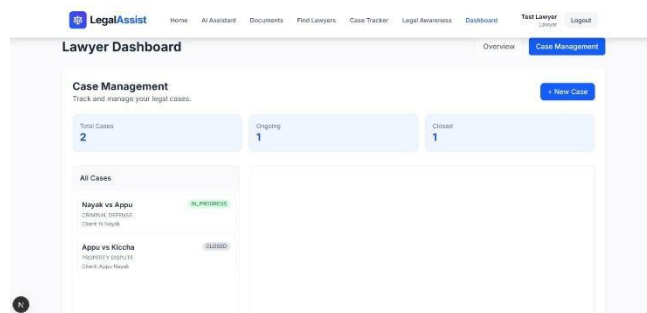 LegalAssist Home AI Assistant Documents Find Lawyers Case Tracker Legal Awareness Dashboard Test Lawyer Lawyer Logout
Lawyer Dashboard Overview Case Management
Case Management
Track and manage your legal cases.
+ New Case
Total Cases
2
Ongoing
1
Closed
1
All Cases
Nayak vs Appu IN_PROGRESS
CRIMINAL DEFENSE
Client: N Nayak
Appu vs Kiccha CLOSED
PROPERTY DISPUTE
Client: Appu Nayak
N